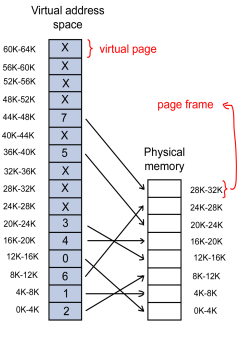 Virtual address
space
60K-64K X virtual page
56K-60K X
52K-56K X
48K-52K X
44K-48K 7
40K-44K X
36K-40K 5
32K-36K X
28K-32K X
24K-28K X
20K-24K 3
16K-20K 4
12K-16K 0
8K-12K 6
4K-8K 1
0K-4K 2
page frame
Physical
memory
28K-32K
24K-28K
20K-24K
16K-20K
12K-16K
8K-12K
4K-8K
0K-4K